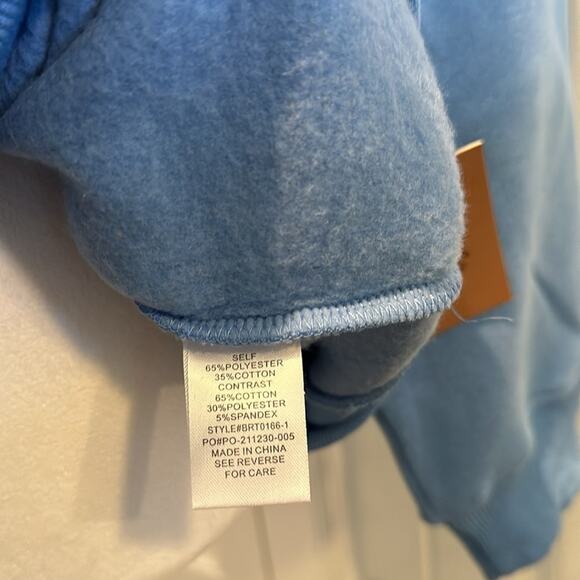 SELF
65%POLYESTER
35%COTTON
CONTRAST
65%COTTON
30%POLYESTER
5%SPANDEX
STYLE#BRT0166-1
PO#PO-211230-005
MADE IN CHINA
SEE REVERSE
FOR CARE